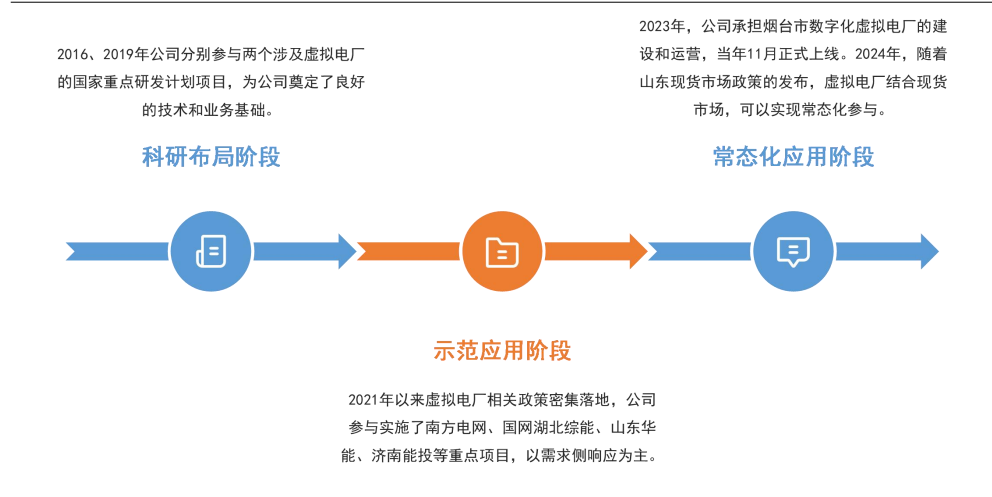 2016、2019年公司分别参与两个涉及虚拟电厂
的国家重点研发计划项目，为公司奠定了良好
的技术和业务基础。
科研布局阶段
2023年，公司承担烟台市数字化虚拟电厂的建
设和运营，当年11月正式上线。2024年，随着
山东现货市场政策的发布，虚拟电厂结合现货
市场，可以实现常态化参与。
常态化应用阶段
示范应用阶段
2021年以来虚拟电厂相关政策密集落地，公司
参与实施了南方电网、国网湖北综能、山东华
能、济南能投等重点项目，以需求侧响应为主。